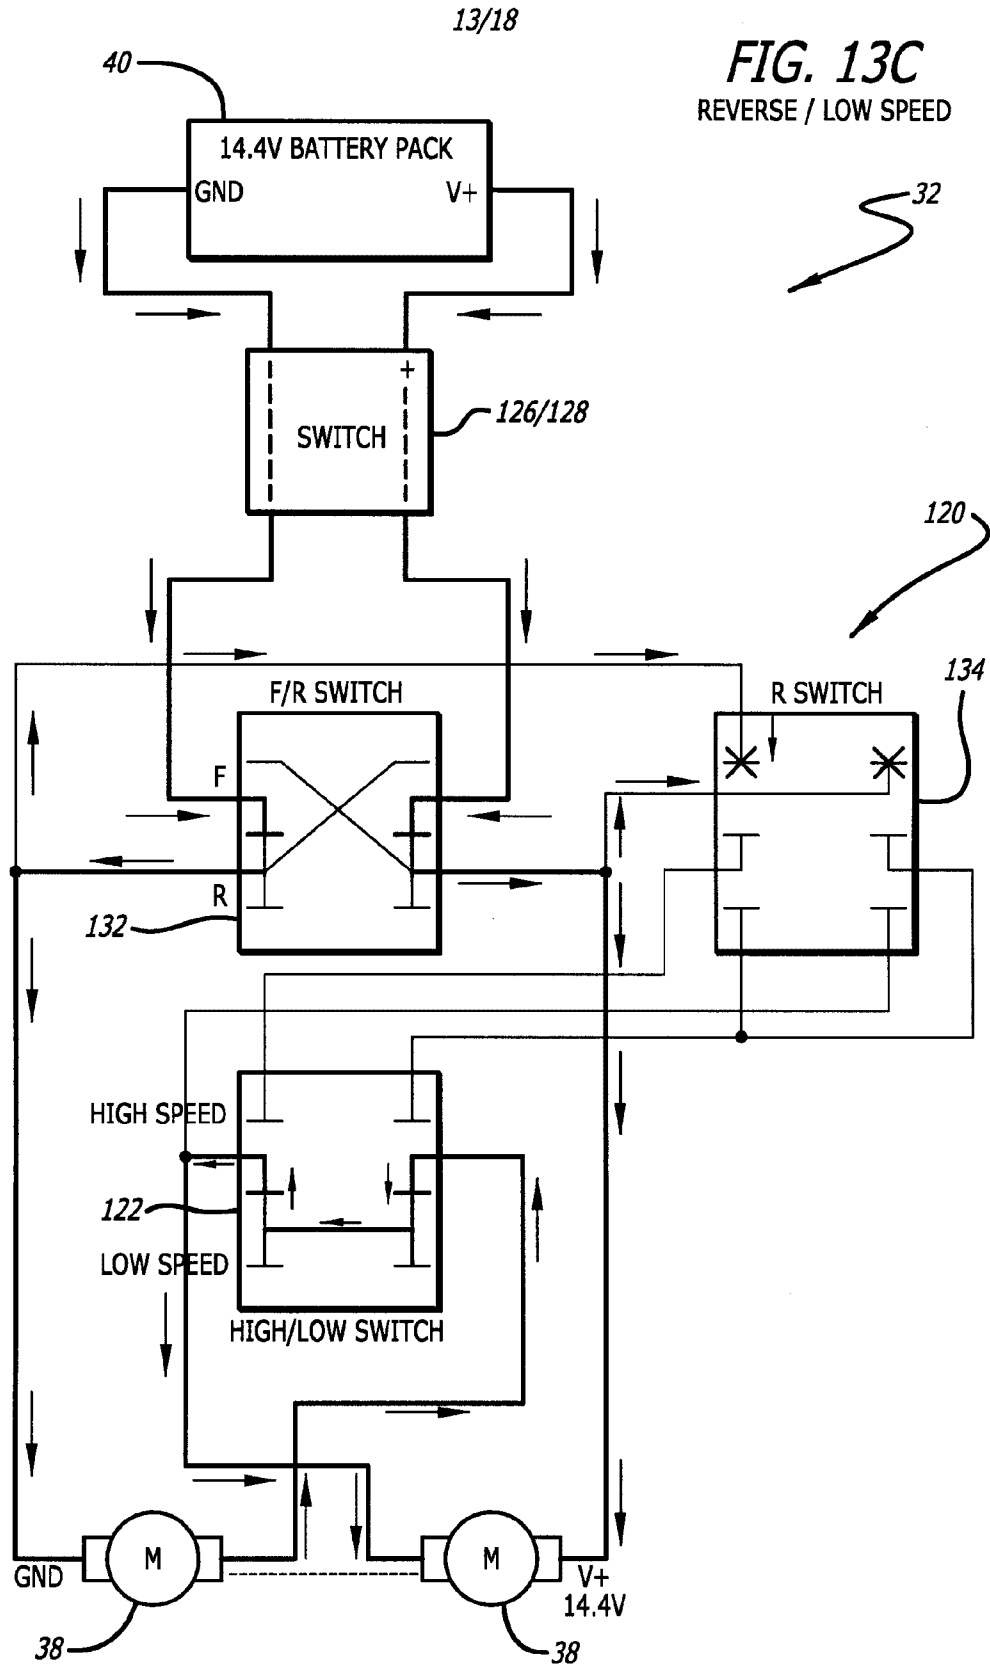 13/18
FIG. 13C
REVERSE / LOW SPEED
40
14.4V BATTERY PACK
GND V+
32
+
SWITCH
126/128
120
F/R SWITCH
R SWITCH
134
F
R
132
HIGH SPEED
122
LOW SPEED
HIGH/LOW SWITCH
M
M
GND
V+
14.4V
38
38